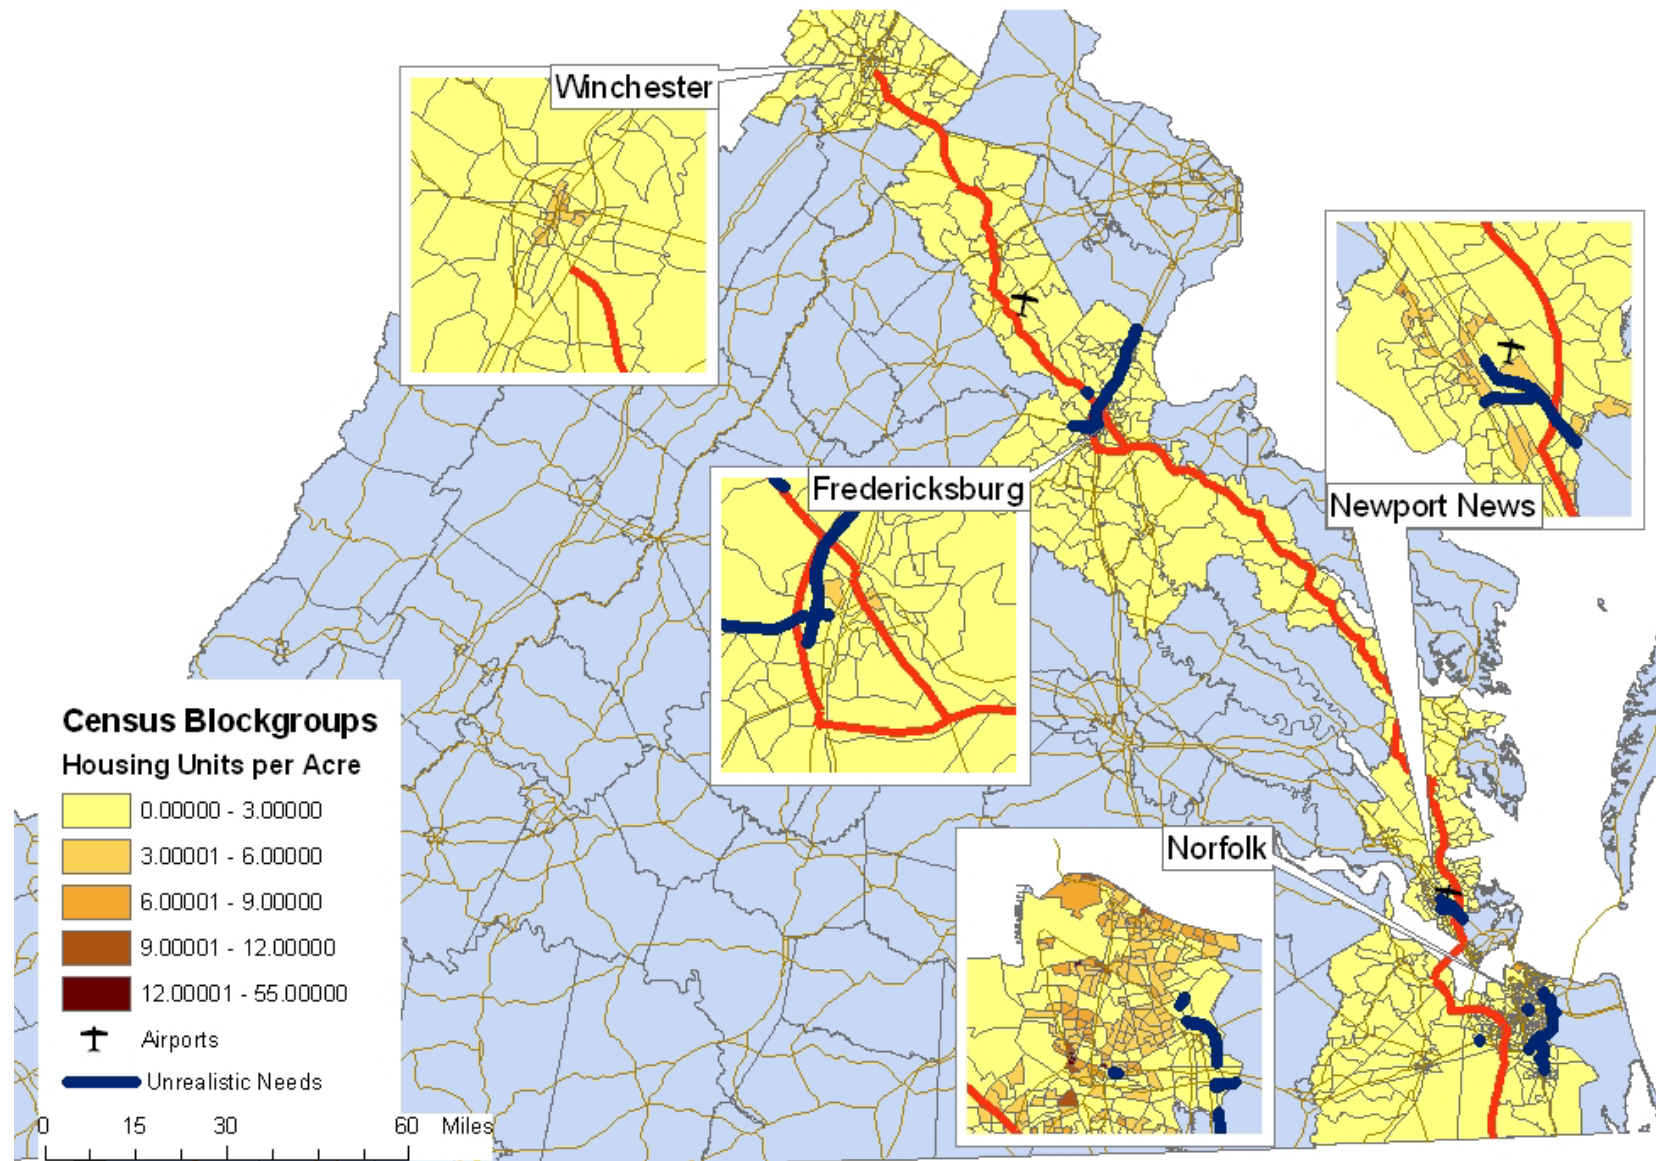 Winchester
Fredericksburg
Newport News
Norfolk
Census Blockgroups
Housing Units per Acre
0.00000 - 3.00000
3.00001 - 6.00000
6.00001 - 9.00000
9.00001 - 12.00000
12.00001 - 55.00000
Airports
Unrealistic Needs
0 15 30 60 Miles